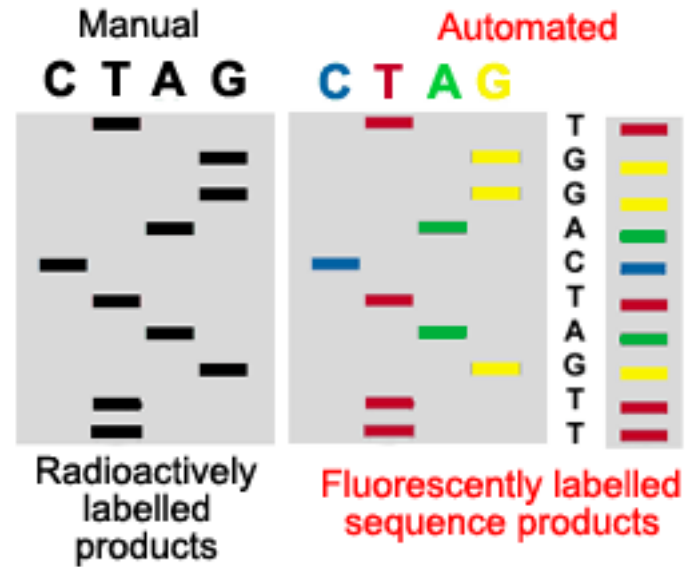 Manual
Automated
C T A G
C T A G
T
G
G
A
C
T
A
G
T
T
Radioactively
labelled
products
Fluorescently labelled
sequence products